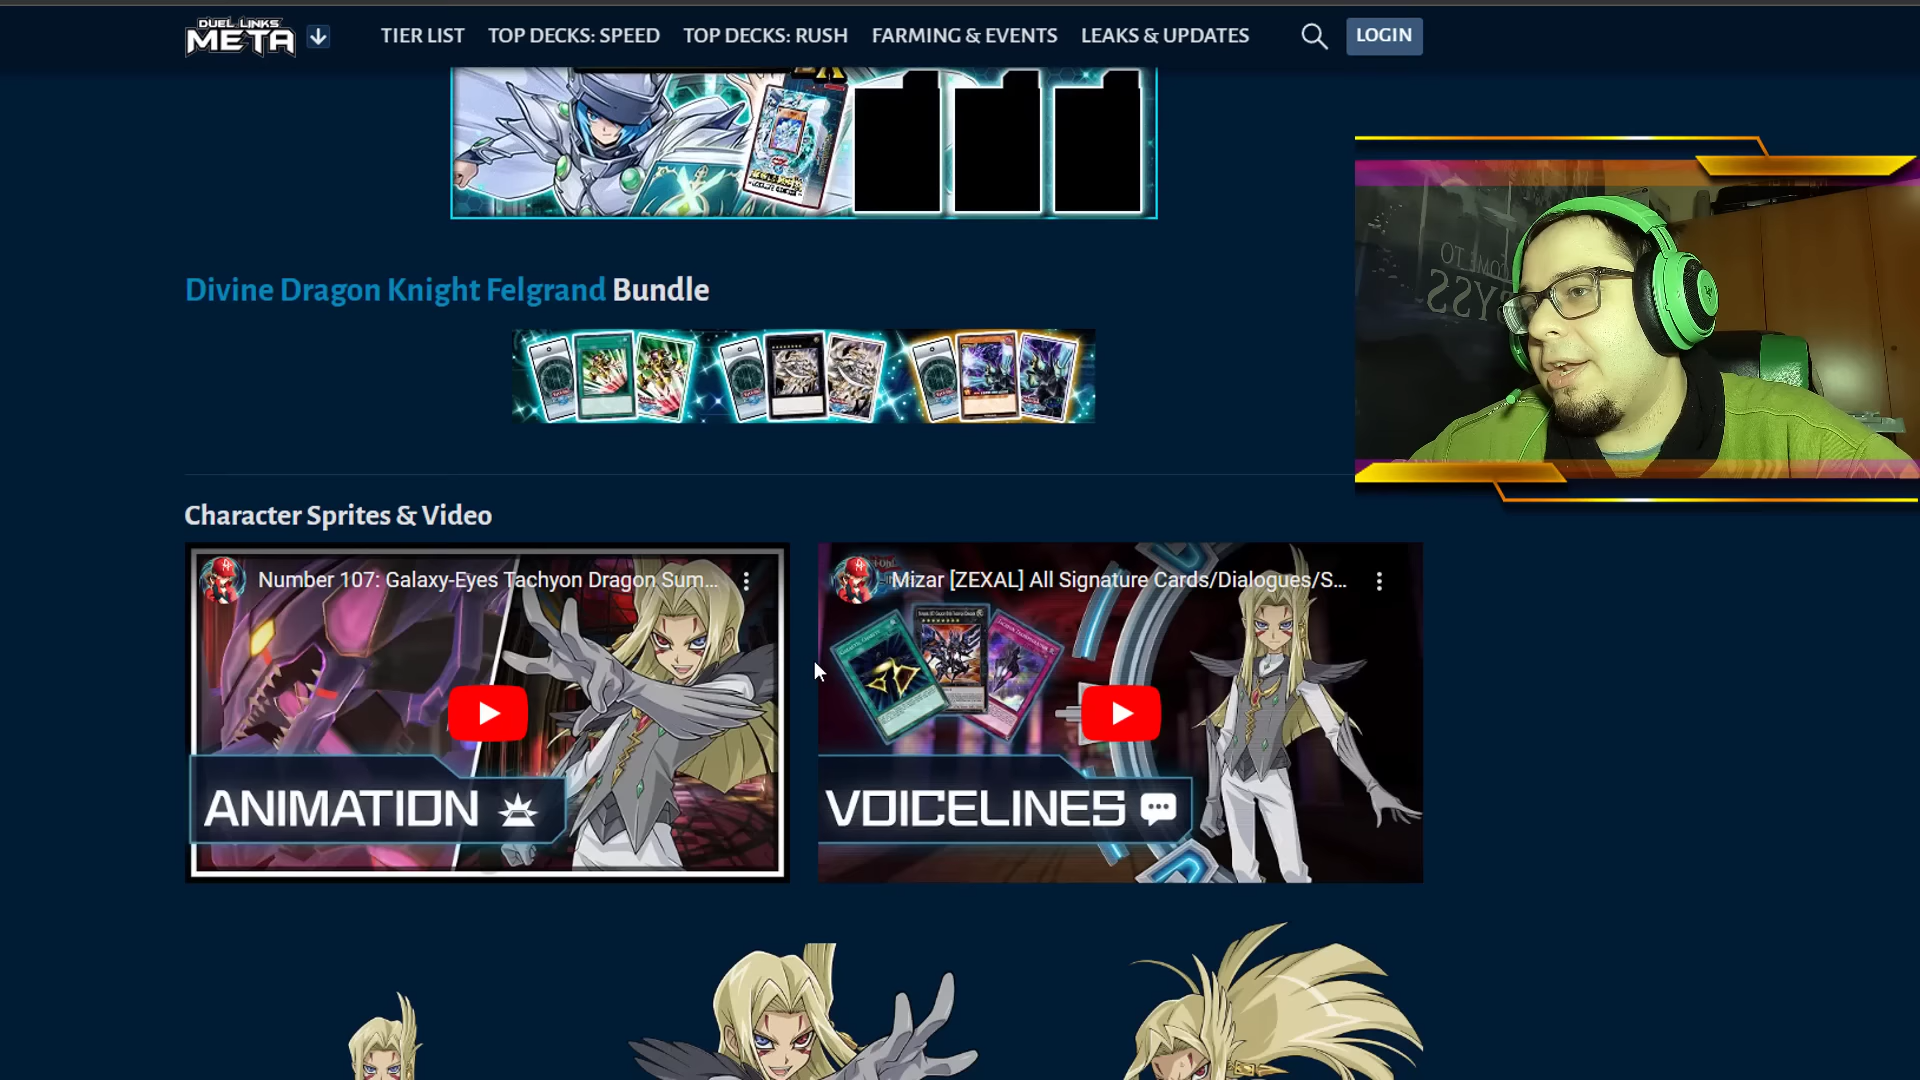 DUEL LINKS
META
TIER LIST
TOP DECKS: SPEED
TOP DECKS: RUSH
FARMING & EVENTS
LEAKS & UPDATES
LOGIN
Divine Dragon Knight Felgrand Bundle
Character Sprites & Video
Number 107: Galaxy-Eyes Tachyon Dragon Sum...
ANIMATION
Mizar [ZEXAL] All Signature Cards/Dialogues/S...
VOICELINES